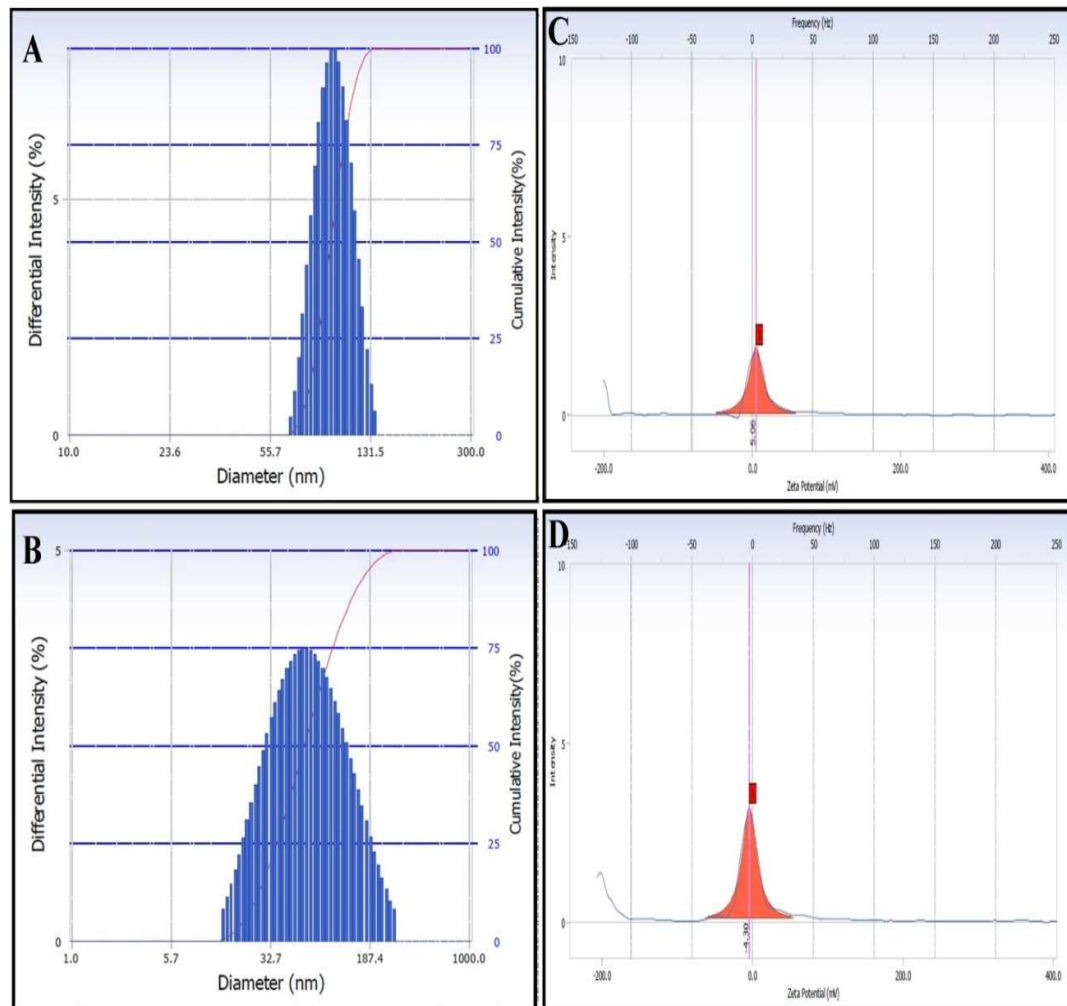 A
Differential Intensity (%)
Cumulative Intensity(%)
100
75
5
50
25
0
0
10.0 23.6 55.7 131.5 300.0
Diameter (nm)
C
Frequency (Hz)
150 -100 -50 0 50 100 150 200 250
10
5
0
Intensity
5.06
-200.0 0.0 200.0 400.0
Zeta Potential (mV)
B
Differential Intensity (%)
Cumulative Intensity(%)
5 100
75
50
25
0 0
1.0 5.7 32.7 187.4 1000.0
Diameter (nm)
D
Frequency (Hz)
150 -100 -50 0 50 100 150 200 250
10
5
0
Intensity
-4.30
-200.0 0.0 200.0 400.0
Zeta Potential (mV)